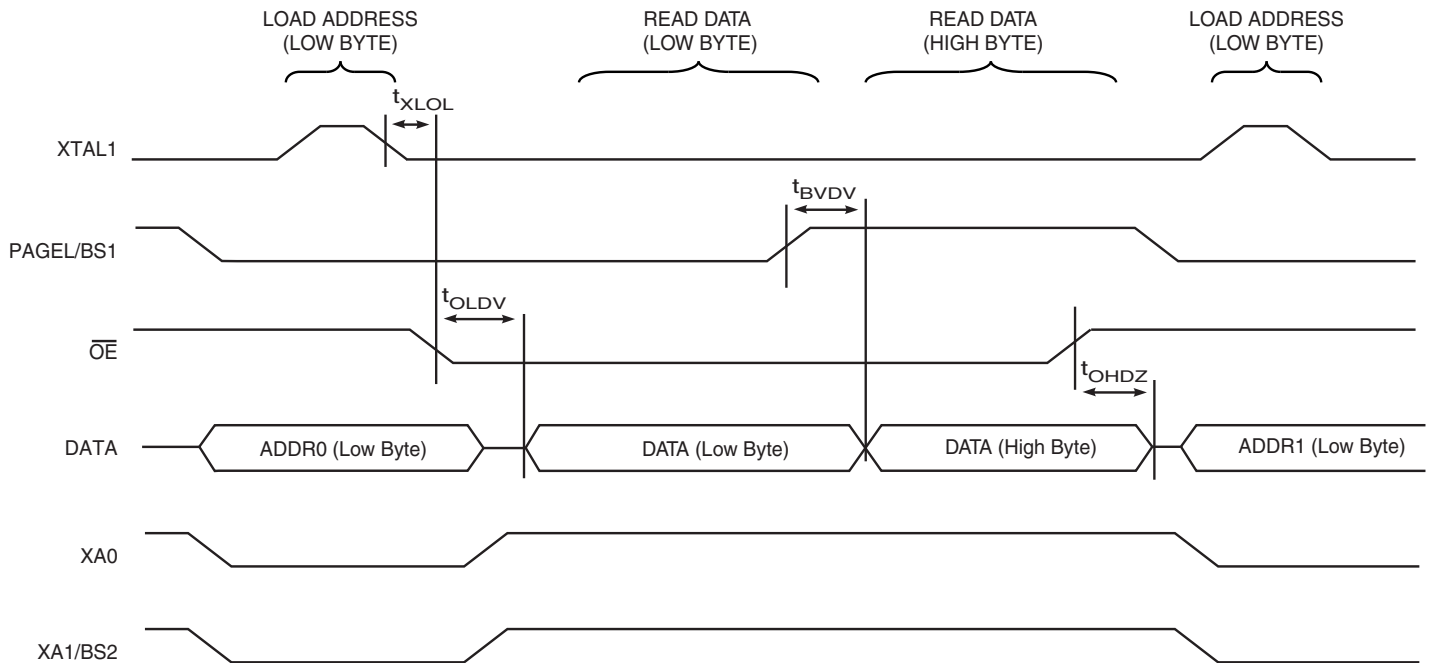 LOAD ADDRESS
(LOW BYTE)
READ DATA
(LOW BYTE)
READ DATA
(HIGH BYTE)
LOAD ADDRESS
(LOW BYTE)
tXLOL
XTAL1
tBVDV
PAGEL/BS1
tOLDV
OE
tOHDZ
DATA
ADDR0 (Low Byte)
DATA (Low Byte)
DATA (High Byte)
ADDR1 (Low Byte)
XA0
XA1/BS2